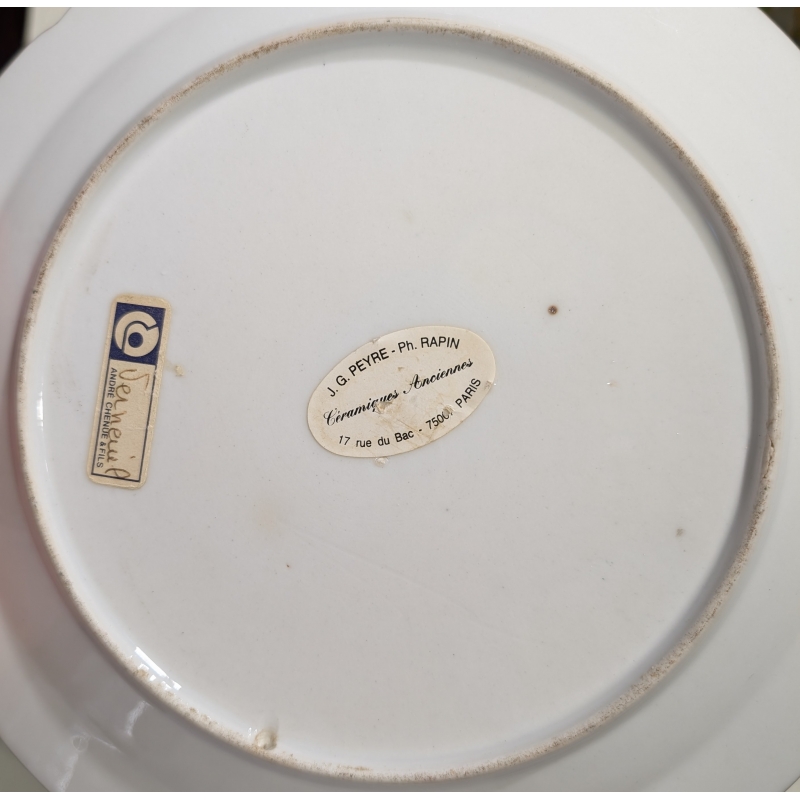 J. G. PEYRE - Ph. RAPIN
Céramiques Anciennes
17 rue du Bac - 7500 PARIS
Verneuil
ANDRÉ CHENUE & FILS